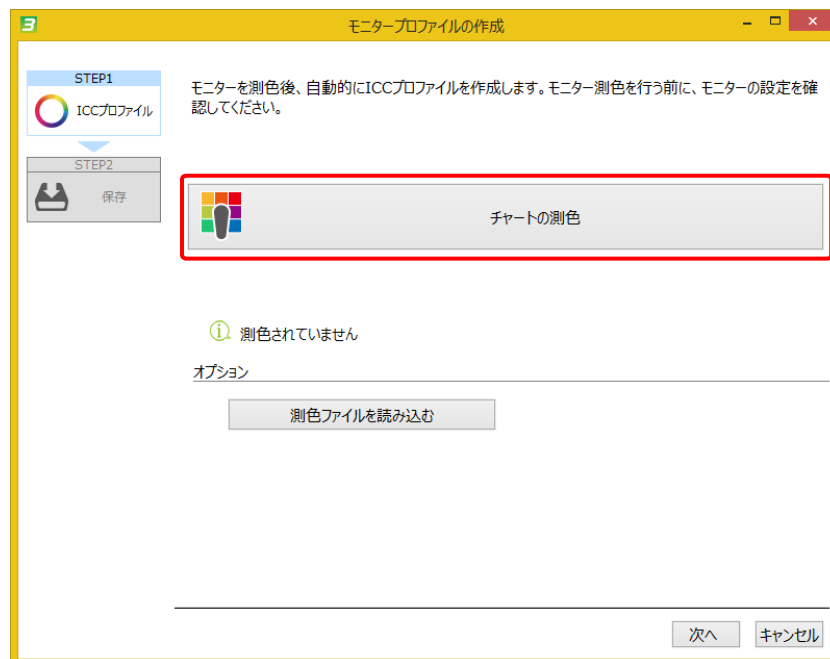 モニタープロファイルの作成
STEP1
ICCプロファイル
STEP2
保存
モニターを測色後、自動的にICCプロファイルを作成します。モニター測色を行う前に、モニターの設定を確
認してください。
チャートの測色
測色されていません
オプション
測色ファイルを読み込む
次へ
キャンセル